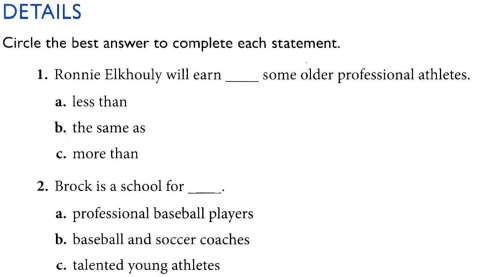 DETAILS
Circle the best answer to complete each statement.
1. Ronnie Elkhouly will earn _____ some older professional athletes.
a. less than
b. the same as
c. more than
2. Brock is a school for _____.
a. professional baseball players
b. baseball and soccer coaches
c. talented young athletes